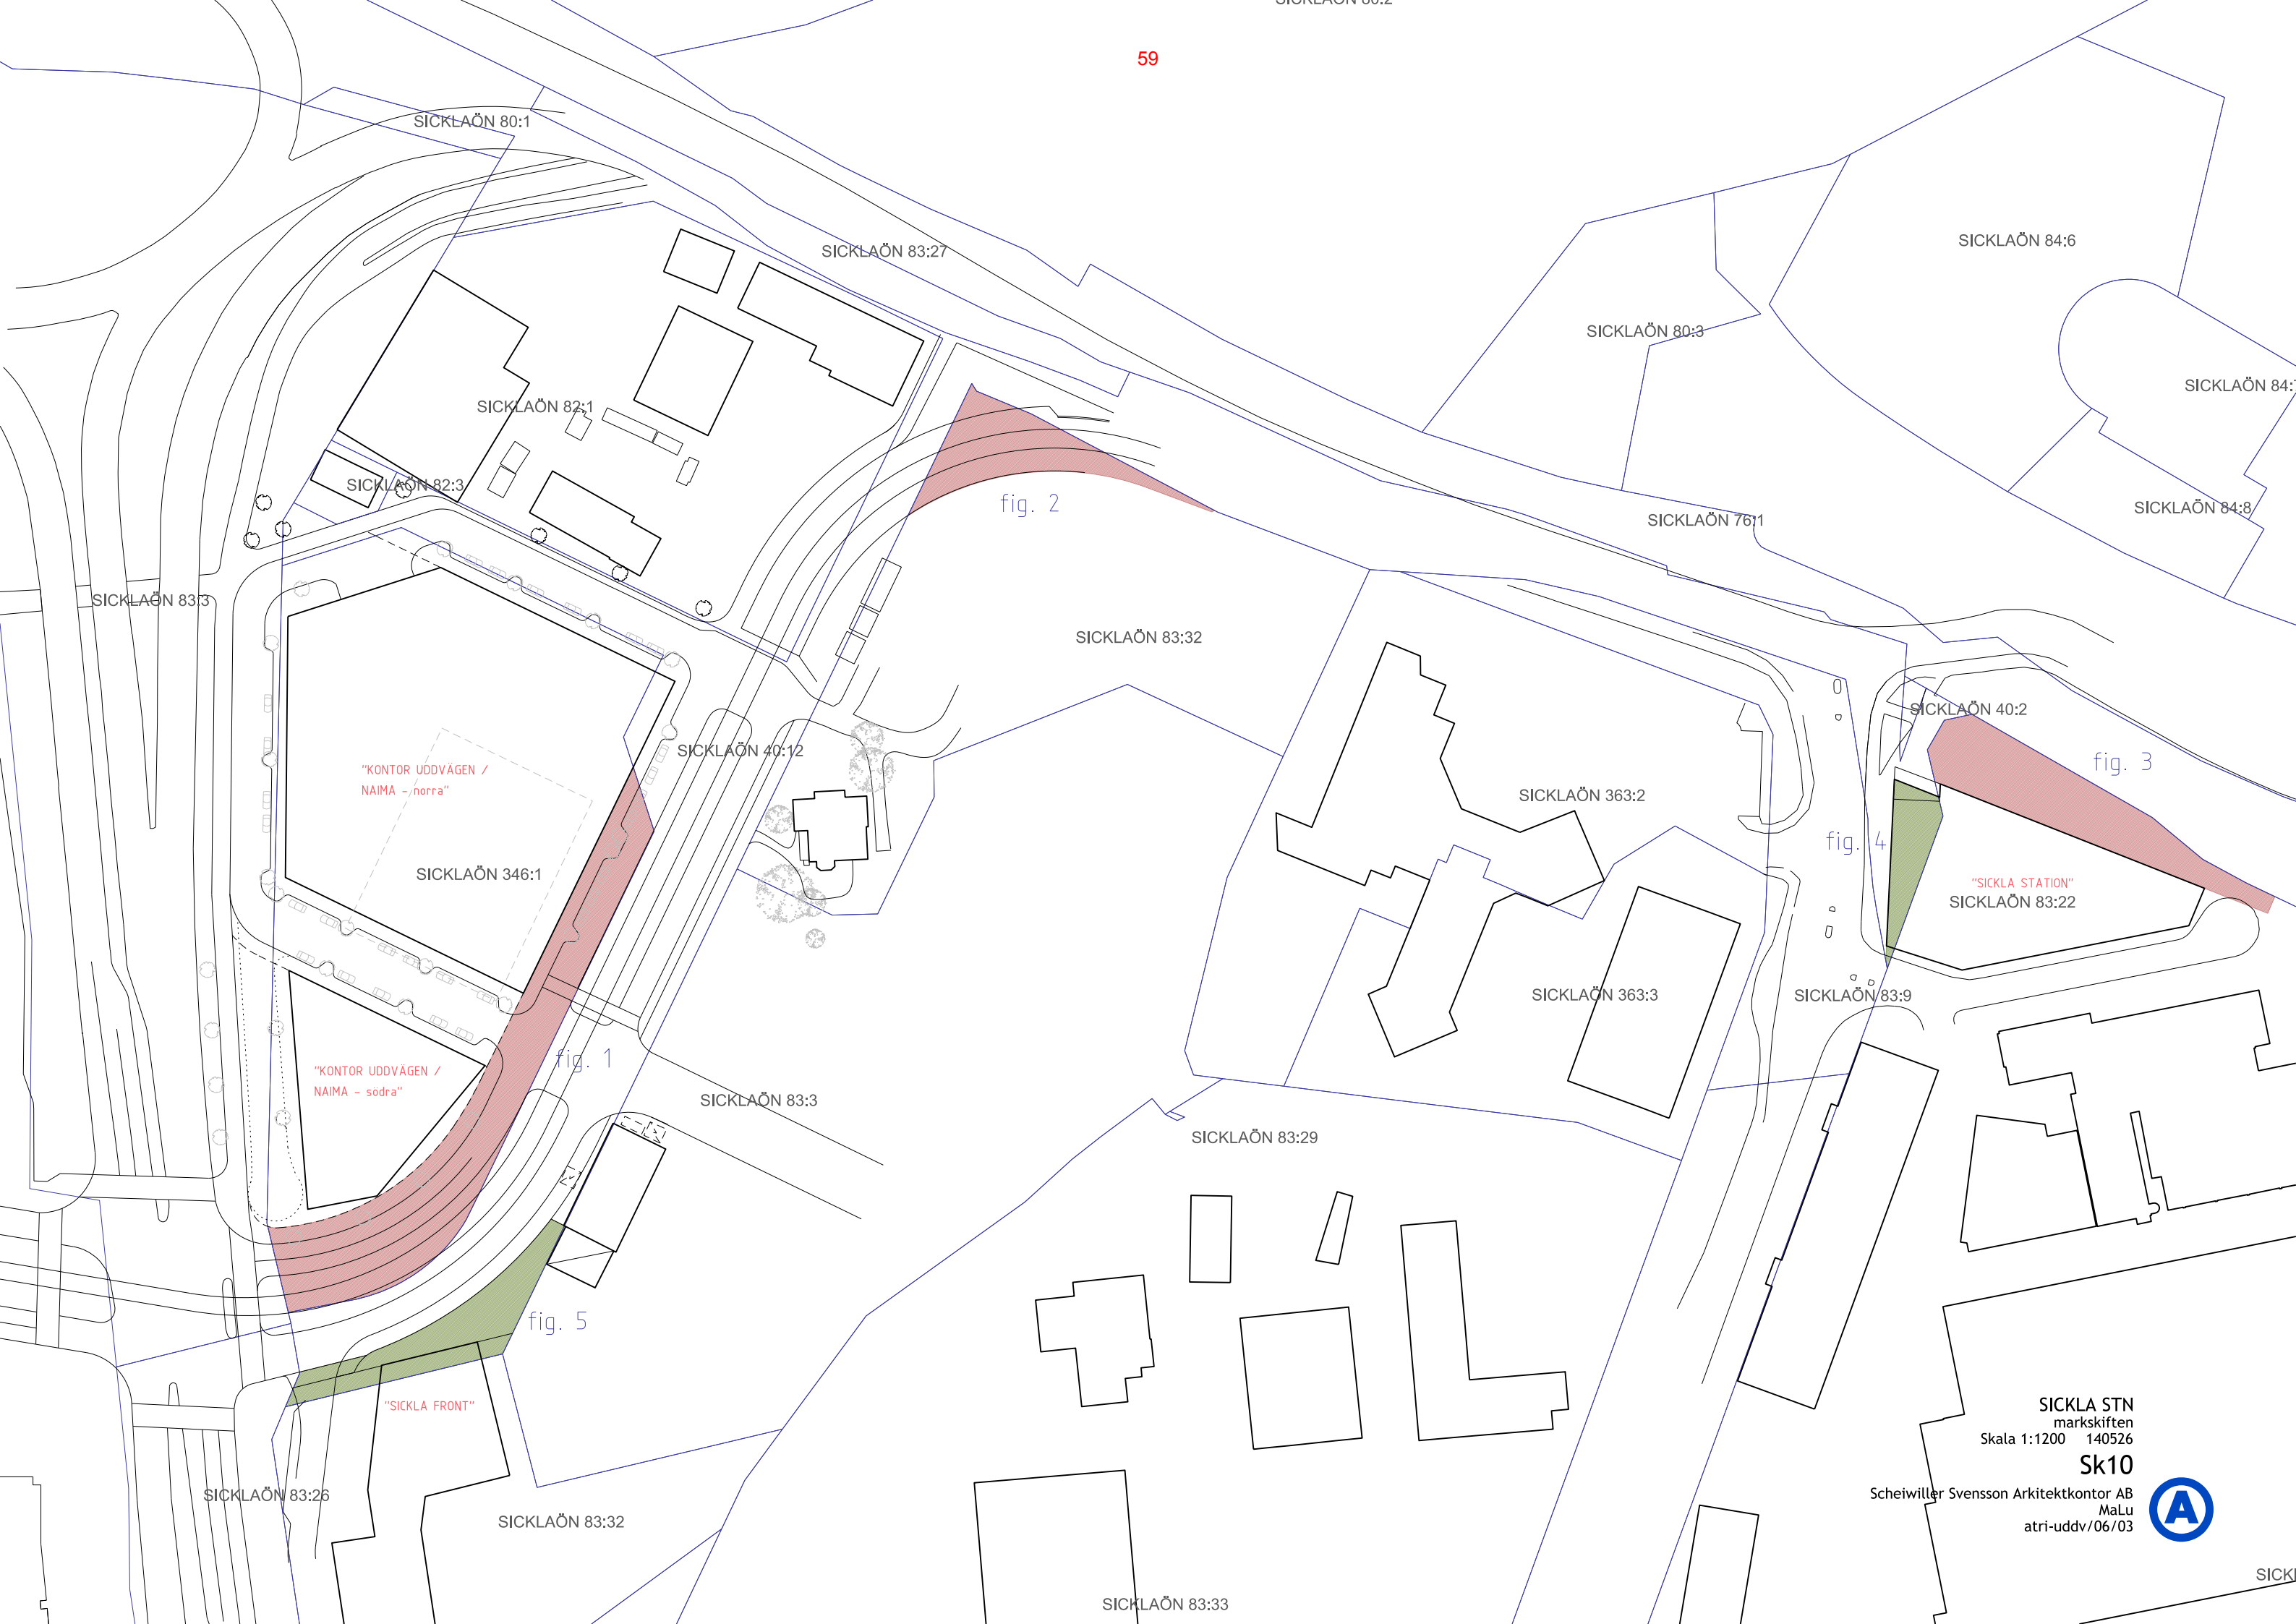 59
SICKLAÖN 80:1
SICKLAÖN 83:27
SICKLAÖN 84:6
SICKLAÖN 80:3
SICKLAÖN 82:1
SICKLAÖN 82:3
fig. 2
SICKLAÖN 84:8
SICKLAÖN 76:1
SICKLAÖN 83:3
SICKLAÖN 83:32
SICKLAÖN 40:2
SICKLAÖN 40:12
fig. 3
"KONTOR UDDVÄGEN /
NAIMA - norra"
SICKLAÖN 363:2
fig. 4
SICKLAÖN 346:1
"SICKLA STATION"
SICKLAÖN 83:22
SICKLAÖN 363:3
SICKLAÖN 83:9
fig. 1
"KONTOR UDDVÄGEN /
NAIMA - södra"
SICKLAÖN 83:3
SICKLAÖN 83:29
fig. 5
"SICKLA FRONT"
SICKLAÖN 83:26
SICKLAÖN 83:32
SICKLAÖN 83:33
SICKLA STN
markskiften
Skala 1:1200 140526
Sk10
Scheiwiller Svensson Arkitektkontor AB
MaLu
atri-uddv/06/03
A